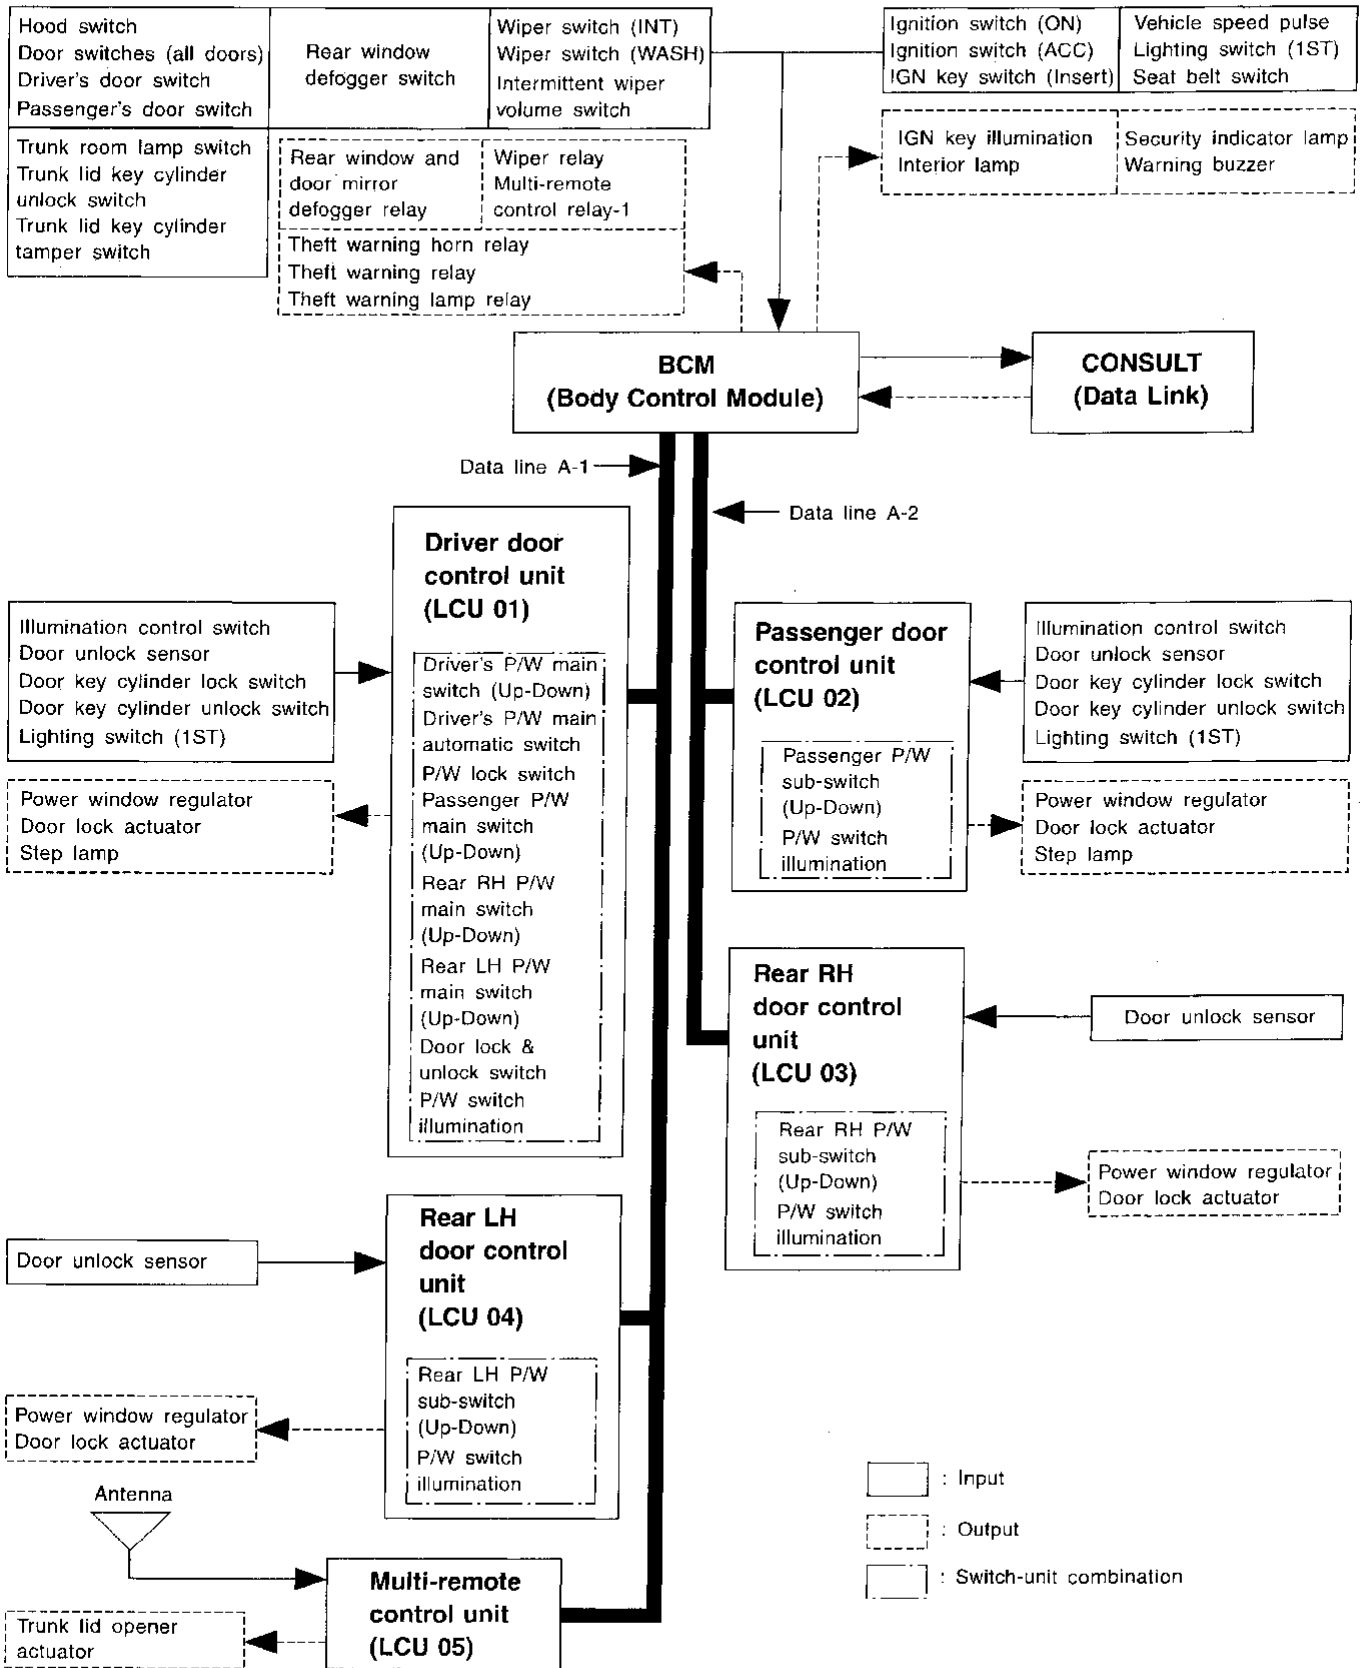 Hood switch
Door switches (all doors)
Driver's door switch
Passenger's door switch
Rear window
defogger switch
Wiper switch (INT)
Wiper switch (WASH)
Intermittent wiper
volume switch
Ignition switch (ON)
Ignition switch (ACC)
IGN key switch (Insert)
Vehicle speed pulse
Lighting switch (1ST)
Seat belt switch
Trunk room lamp switch
Trunk lid key cylinder
unlock switch
Trunk lid key cylinder
tamper switch
Rear window and
door mirror
defogger relay
Wiper relay
Multi-remote
control relay-1
Theft warning horn relay
Theft warning relay
Theft warning lamp relay
IGN key illumination
Interior lamp
Security indicator lamp
Warning buzzer
BCM
(Body Control Module)
CONSULT
(Data Link)
Data line A-1
Data line A-2
Driver door
control unit
(LCU 01)
Driver's P/W main
switch (Up-Down)
Driver's P/W main
automatic switch
P/W lock switch
Passenger P/W
main switch
(Up-Down)
Rear RH P/W
main switch
(Up-Down)
Rear LH P/W
main switch
(Up-Down)
Door lock &
unlock switch
P/W switch
illumination
Illumination control switch
Door unlock sensor
Door key cylinder lock switch
Door key cylinder unlock switch
Lighting switch (1ST)
Power window regulator
Door lock actuator
Step lamp
Passenger door
control unit
(LCU 02)
Passenger P/W
sub-switch
(Up-Down)
P/W switch
illumination
Illumination control switch
Door unlock sensor
Door key cylinder lock switch
Door key cylinder unlock switch
Lighting switch (1ST)
Power window regulator
Door lock actuator
Step lamp
Rear RH
door control
unit
(LCU 03)
Rear RH P/W
sub-switch
(Up-Down)
P/W switch
illumination
Door unlock sensor
Power window regulator
Door lock actuator
Rear LH
door control
unit
(LCU 04)
Rear LH P/W
sub-switch
(Up-Down)
P/W switch
illumination
Door unlock sensor
Power window regulator
Door lock actuator
Antenna
Multi-remote
control unit
(LCU 05)
Trunk lid opener
actuator
: Input
: Output
: Switch-unit combination